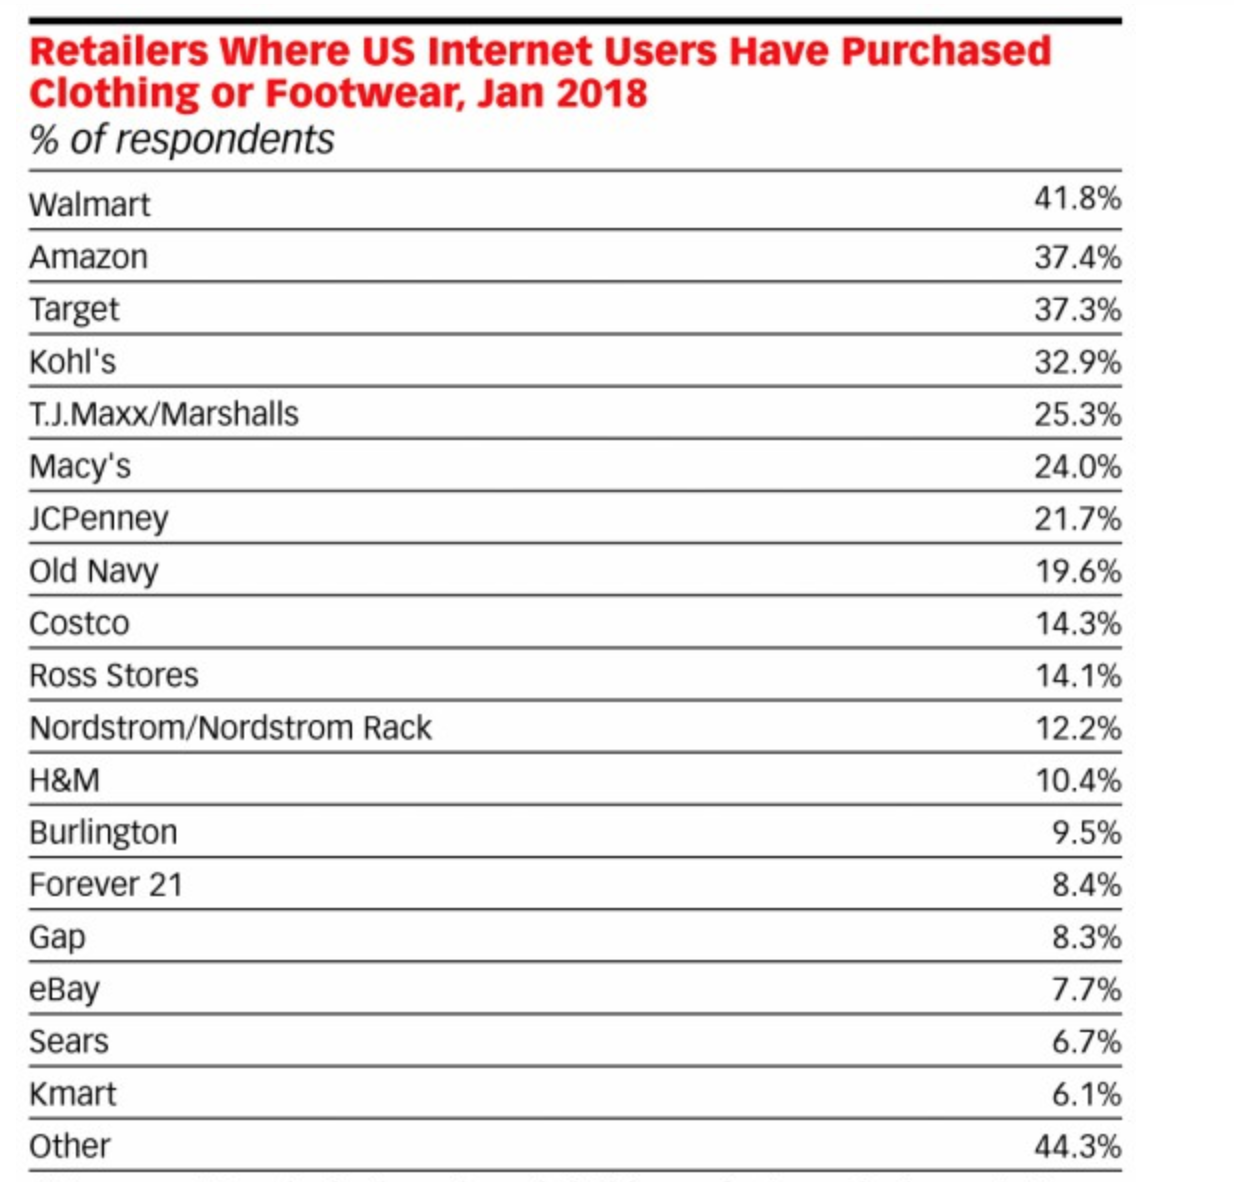 Retailers Where US Internet Users Have Purchased
Clothing or Footwear, Jan 2018
% of respondents
Walmart 41.8%
Amazon 37.4%
Target 37.3%
Kohl's 32.9%
T.J.Maxx/Marshalls 25.3%
Macy's 24.0%
JCPenney 21.7%
Old Navy 19.6%
Costco 14.3%
Ross Stores 14.1%
Nordstrom/Nordstrom Rack 12.2%
H&M 10.4%
Burlington 9.5%
Forever 21 8.4%
Gap 8.3%
eBay 7.7%
Sears 6.7%
Kmart 6.1%
Other 44.3%